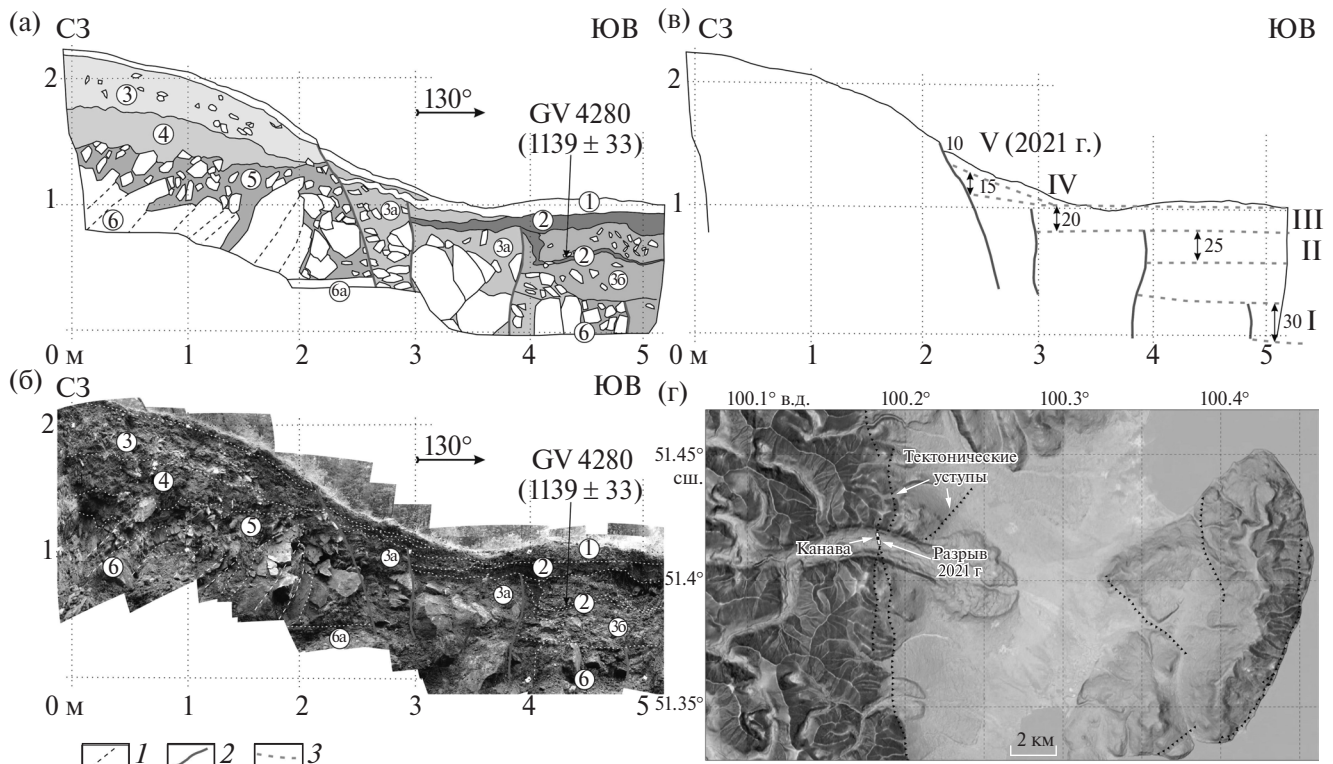 (а) СЗ ЮВ
2
1
0 м 1 2 3 4 5
130°
GV 4280
(1139 ± 33)
3
4
5
6
3а
6а
3а
1
2
2
3б
6
(в) СЗ ЮВ
2
1
0 м 1 2 3 4 5
10
V (2021 г.)
15
IV
20
III
25
II
30
I
(б) СЗ ЮВ
2
1
0 м 1 2 3 4 5
130°
GV 4280
(1139 ± 33)
3
4
5
6
3а
6а
3а
1
2
2
3б
6
(г) 100.1° в.д. 100.2° 100.3° 100.4°
51.45°
сш.
51.4°
51.35°
Тектонические
уступы
Канава
Разрыв
2021 г
2 км
1 2 3